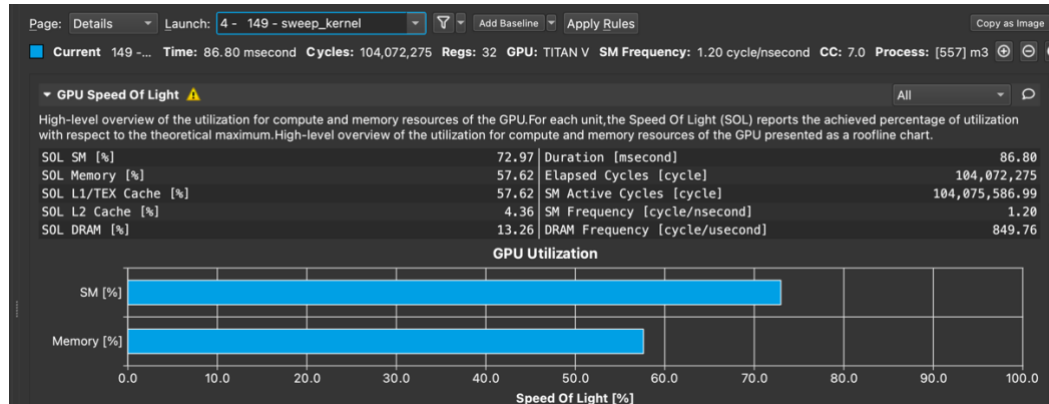 Page: Details Launch: 4 - 149 - sweep_kernel Add Baseline Apply Rules Copy as Image
Current 149 -... Time: 86.80 msecond Cycles: 104,072,275 Regs: 32 GPU: TITAN V SM Frequency: 1.20 cycle/nsecond CC: 7.0 Process: [557] m3
GPU Speed Of Light All
High-level overview of the utilization for compute and memory resources of the GPU.For each unit,the Speed Of Light (SOL) reports the achieved percentage of utilization
with respect to the theoretical maximum.High-level overview of the utilization for compute and memory resources of the GPU presented as a roofline chart.
SOL SM [%] 72.97 Duration [msecond] 86.80
SOL Memory [%] 57.62 Elapsed Cycles [cycle] 104,072,275
SOL L1/TEX Cache [%] 57.62 SM Active Cycles [cycle] 104,075,586.99
SOL L2 Cache [%] 4.36 SM Frequency [cycle/nsecond] 1.20
SOL DRAM [%] 13.26 DRAM Frequency [cycle/usecond] 849.76
GPU Utilization
SM [%]
Memory [%]
0.0 10.0 20.0 30.0 40.0 50.0 60.0 70.0 80.0 90.0 100.0
Speed Of Light [%]